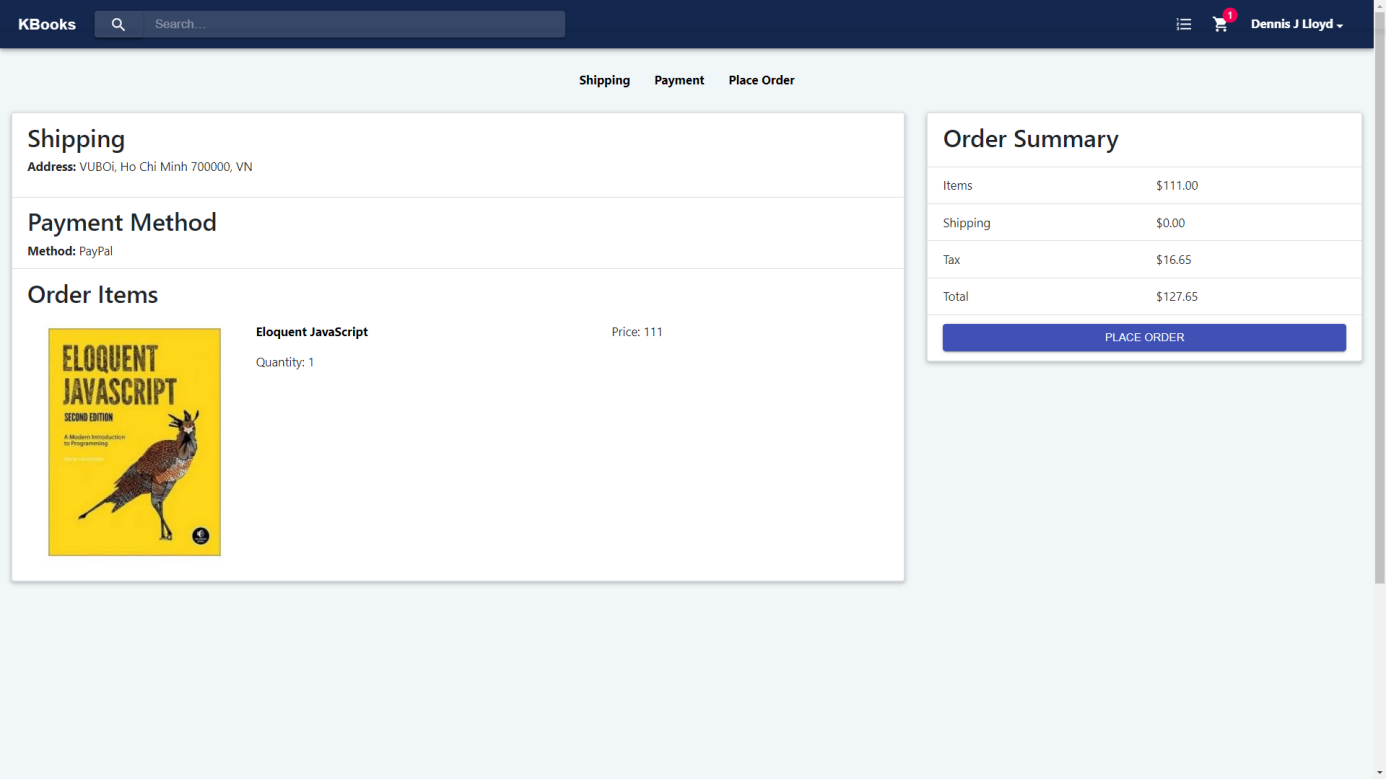 KBooks
Search...
1
Dennis J Lloyd
Shipping Payment Place Order
Shipping
Address: VUBOi, Ho Chi Minh 700000, VN
Payment Method
Method: PayPal
Order Items
ELOQUENT
JAVASCRIPT
SECOND EDITION
A Modern Introduction
to Programming
Eloquent JavaScript
Price: 111
Quantity: 1
Order Summary
Items $111.00
Shipping $0.00
Tax $16.65
Total $127.65
PLACE ORDER